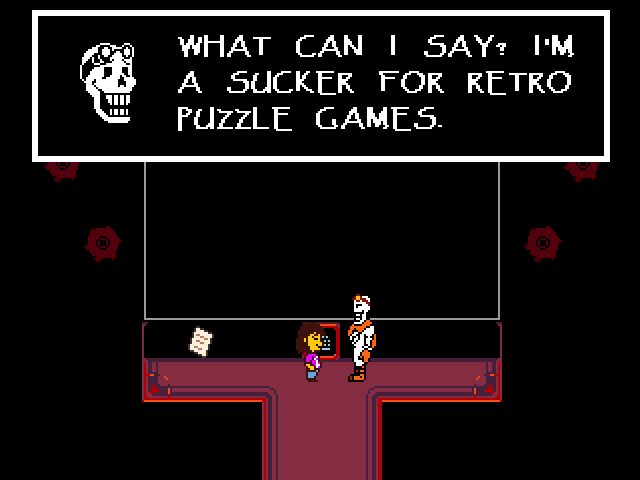 WHAT CAN I SAY? I'M
A SUCKER FOR RETRO
PUZZLE GAMES.